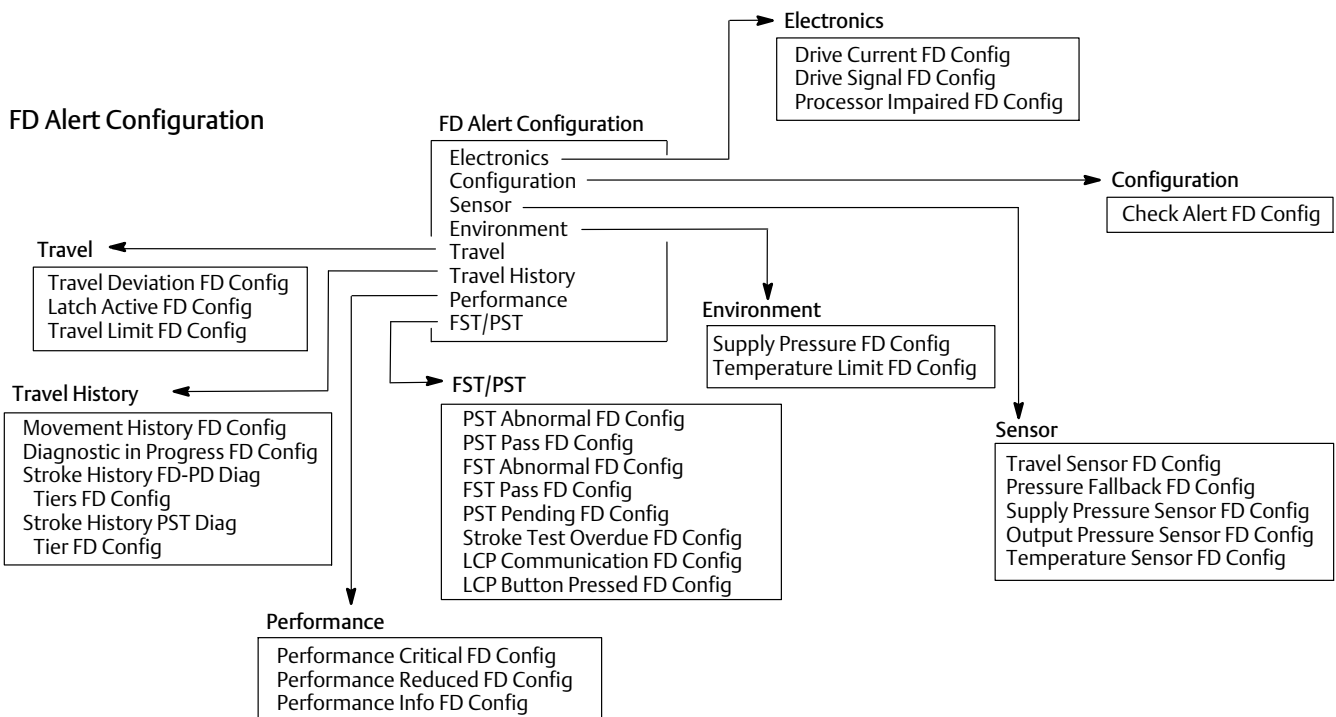 FD Alert Configuration
FD Alert Configuration
Electronics
Configuration
Sensor
Environment
Travel
Travel History
Performance
FST/PST
Electronics
Drive Current FD Config
Drive Signal FD Config
Processor Impaired FD Config
Configuration
Check Alert FD Config
Travel
Travel Deviation FD Config
Latch Active FD Config
Travel Limit FD Config
Environment
Supply Pressure FD Config
Temperature Limit FD Config
Travel History
Movement History FD Config
Diagnostic in Progress FD Config
Stroke History FD-PD Diag
Tiers FD Config
Stroke History PST Diag
Tier FD Config
FST/PST
PST Abnormal FD Config
PST Pass FD Config
FST Abnormal FD Config
FST Pass FD Config
PST Pending FD Config
Stroke Test Overdue FD Config
LCP Communication FD Config
LCP Button Pressed FD Config
Sensor
Travel Sensor FD Config
Pressure Fallback FD Config
Supply Pressure Sensor FD Config
Output Pressure Sensor FD Config
Temperature Sensor FD Config
Performance
Performance Critical FD Config
Performance Reduced FD Config
Performance Info FD Config